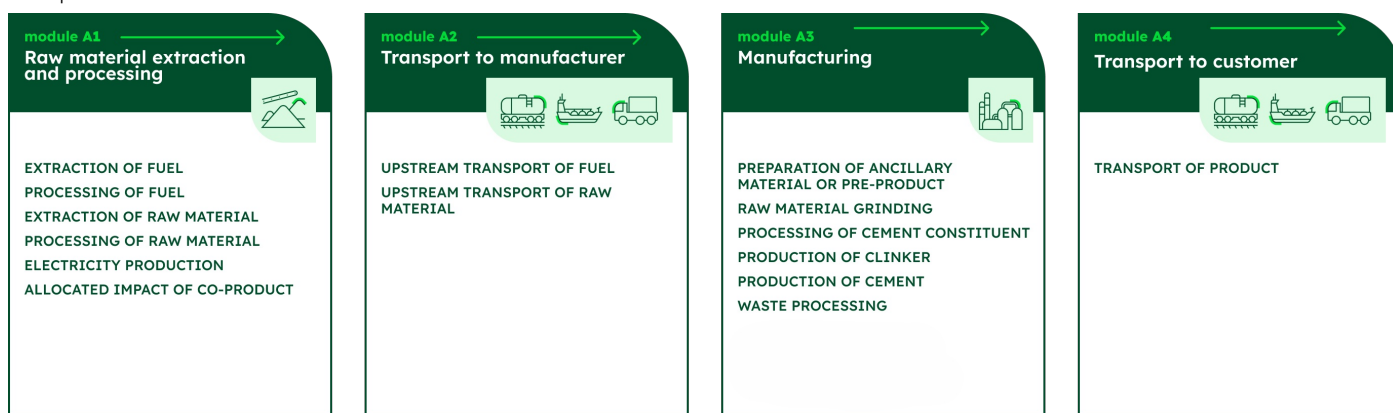 module A1
Raw material extraction
and processing
EXTRACTION OF FUEL
PROCESSING OF FUEL
EXTRACTION OF RAW MATERIAL
PROCESSING OF RAW MATERIAL
ELECTRICITY PRODUCTION
ALLOCATED IMPACT OF CO-PRODUCT
module A2
Transport to manufacturer
UPSTREAM TRANSPORT OF FUEL
UPSTREAM TRANSPORT OF RAW
MATERIAL
module A3
Manufacturing
PREPARATION OF ANCILLARY
MATERIAL OR PRE-PRODUCT
RAW MATERIAL GRINDING
PROCESSING OF CEMENT CONSTITUENT
PRODUCTION OF CLINKER
PRODUCTION OF CEMENT
WASTE PROCESSING
module A4
Transport to customer
TRANSPORT OF PRODUCT